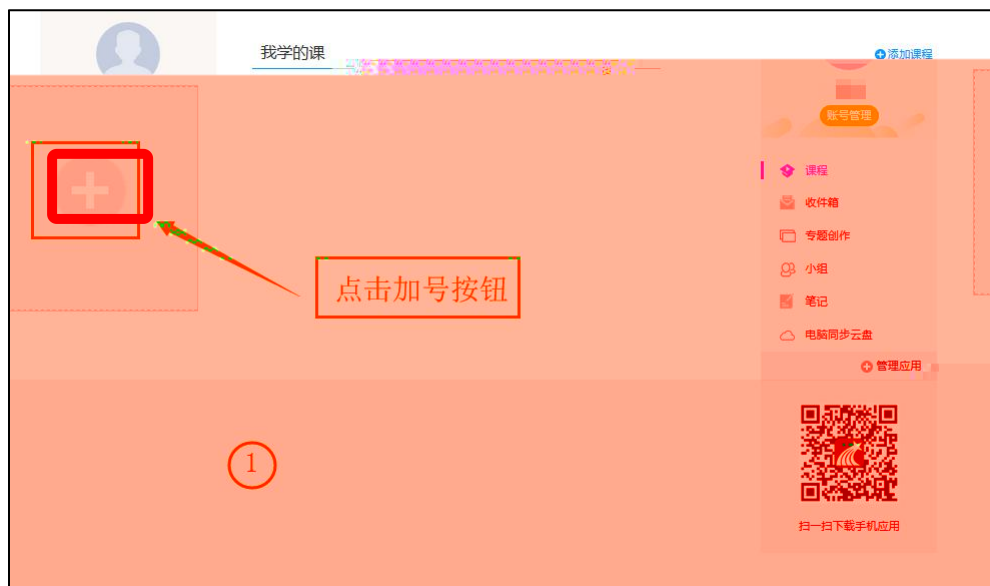 我学的课
添加课程
账号管理
课程
收件箱
专题创作
点击加号按钮
小组
笔记
电脑同步云盘
管理应用
1
扫一扫下载手机应用